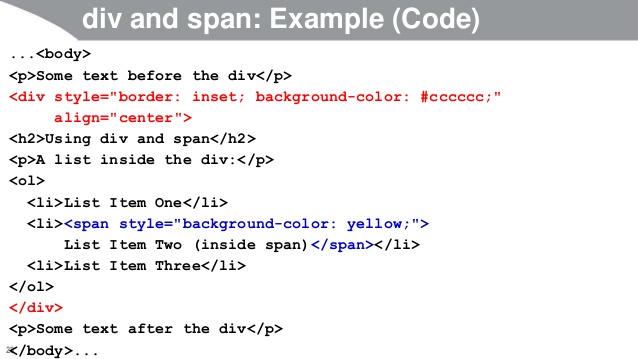 div and span: Example (Code)
...<body>
<p>Some text before the div</p>
<div style="border: inset; background-color: #cccccc;"
     align="center">
<h2>Using div and span</h2>
<p>A list inside the div:</p>
<ol>
  <li>List Item One</li>
  <li><span style="background-color: yellow;">
      List Item Two (inside span)</span></li>
  <li>List Item Three</li>
</ol>
</div>
<p>Some text after the div</p>
</body>...